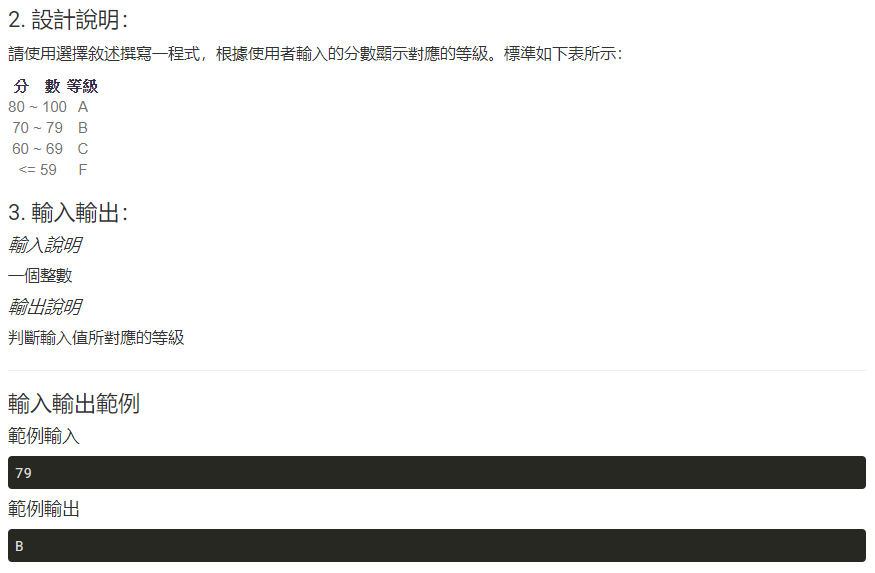 2. 設計說明：
請使用選擇敘述撰寫一程式，根據使用者輸入的分數顯示對應的等級。標準如下表所示：
分 數 等級
80 ~ 100 A
70 ~ 79 B
60 ~ 69 C
<= 59 F
3. 輸入輸出：
輸入說明
一個整數
輸出說明
判斷輸入值所對應的等級
輸入輸出範例
範例輸入
79
範例輸出
B